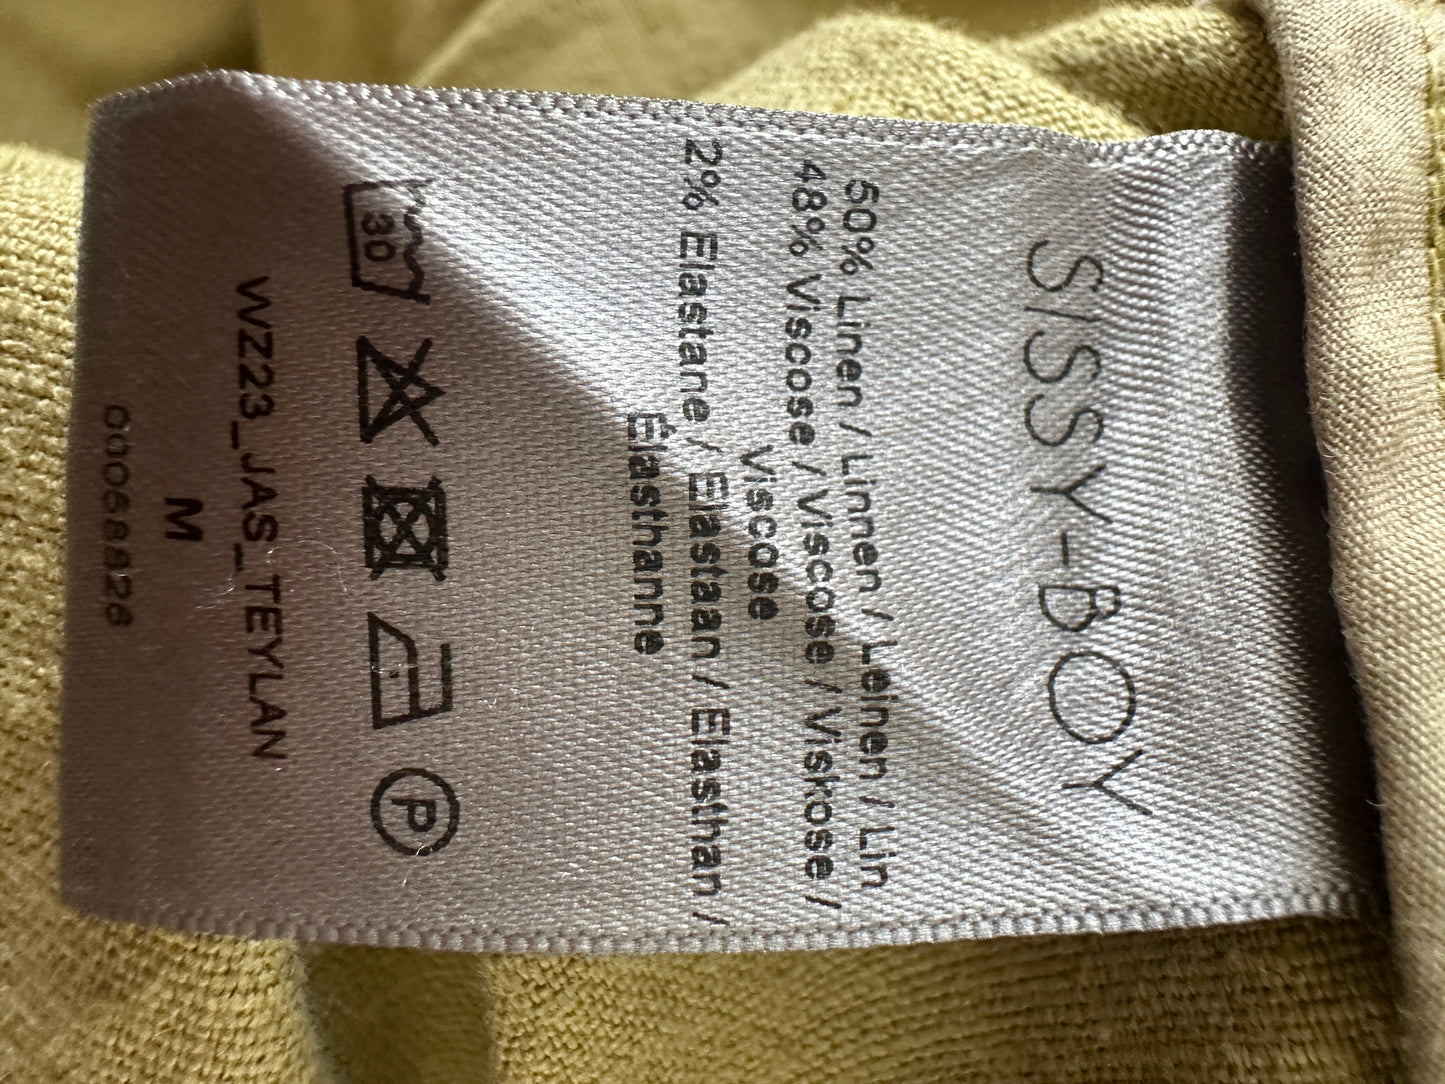 SISSY-BOY
50% Linen / Linnen / Leinen / Lin
48% Viscose / Viscose / Viskose /
Viscose
2% Elastane / Elastaan / Elasthan /
Élasthanne
30
P
WZ23_JAS_TEYLAN
M
0068828